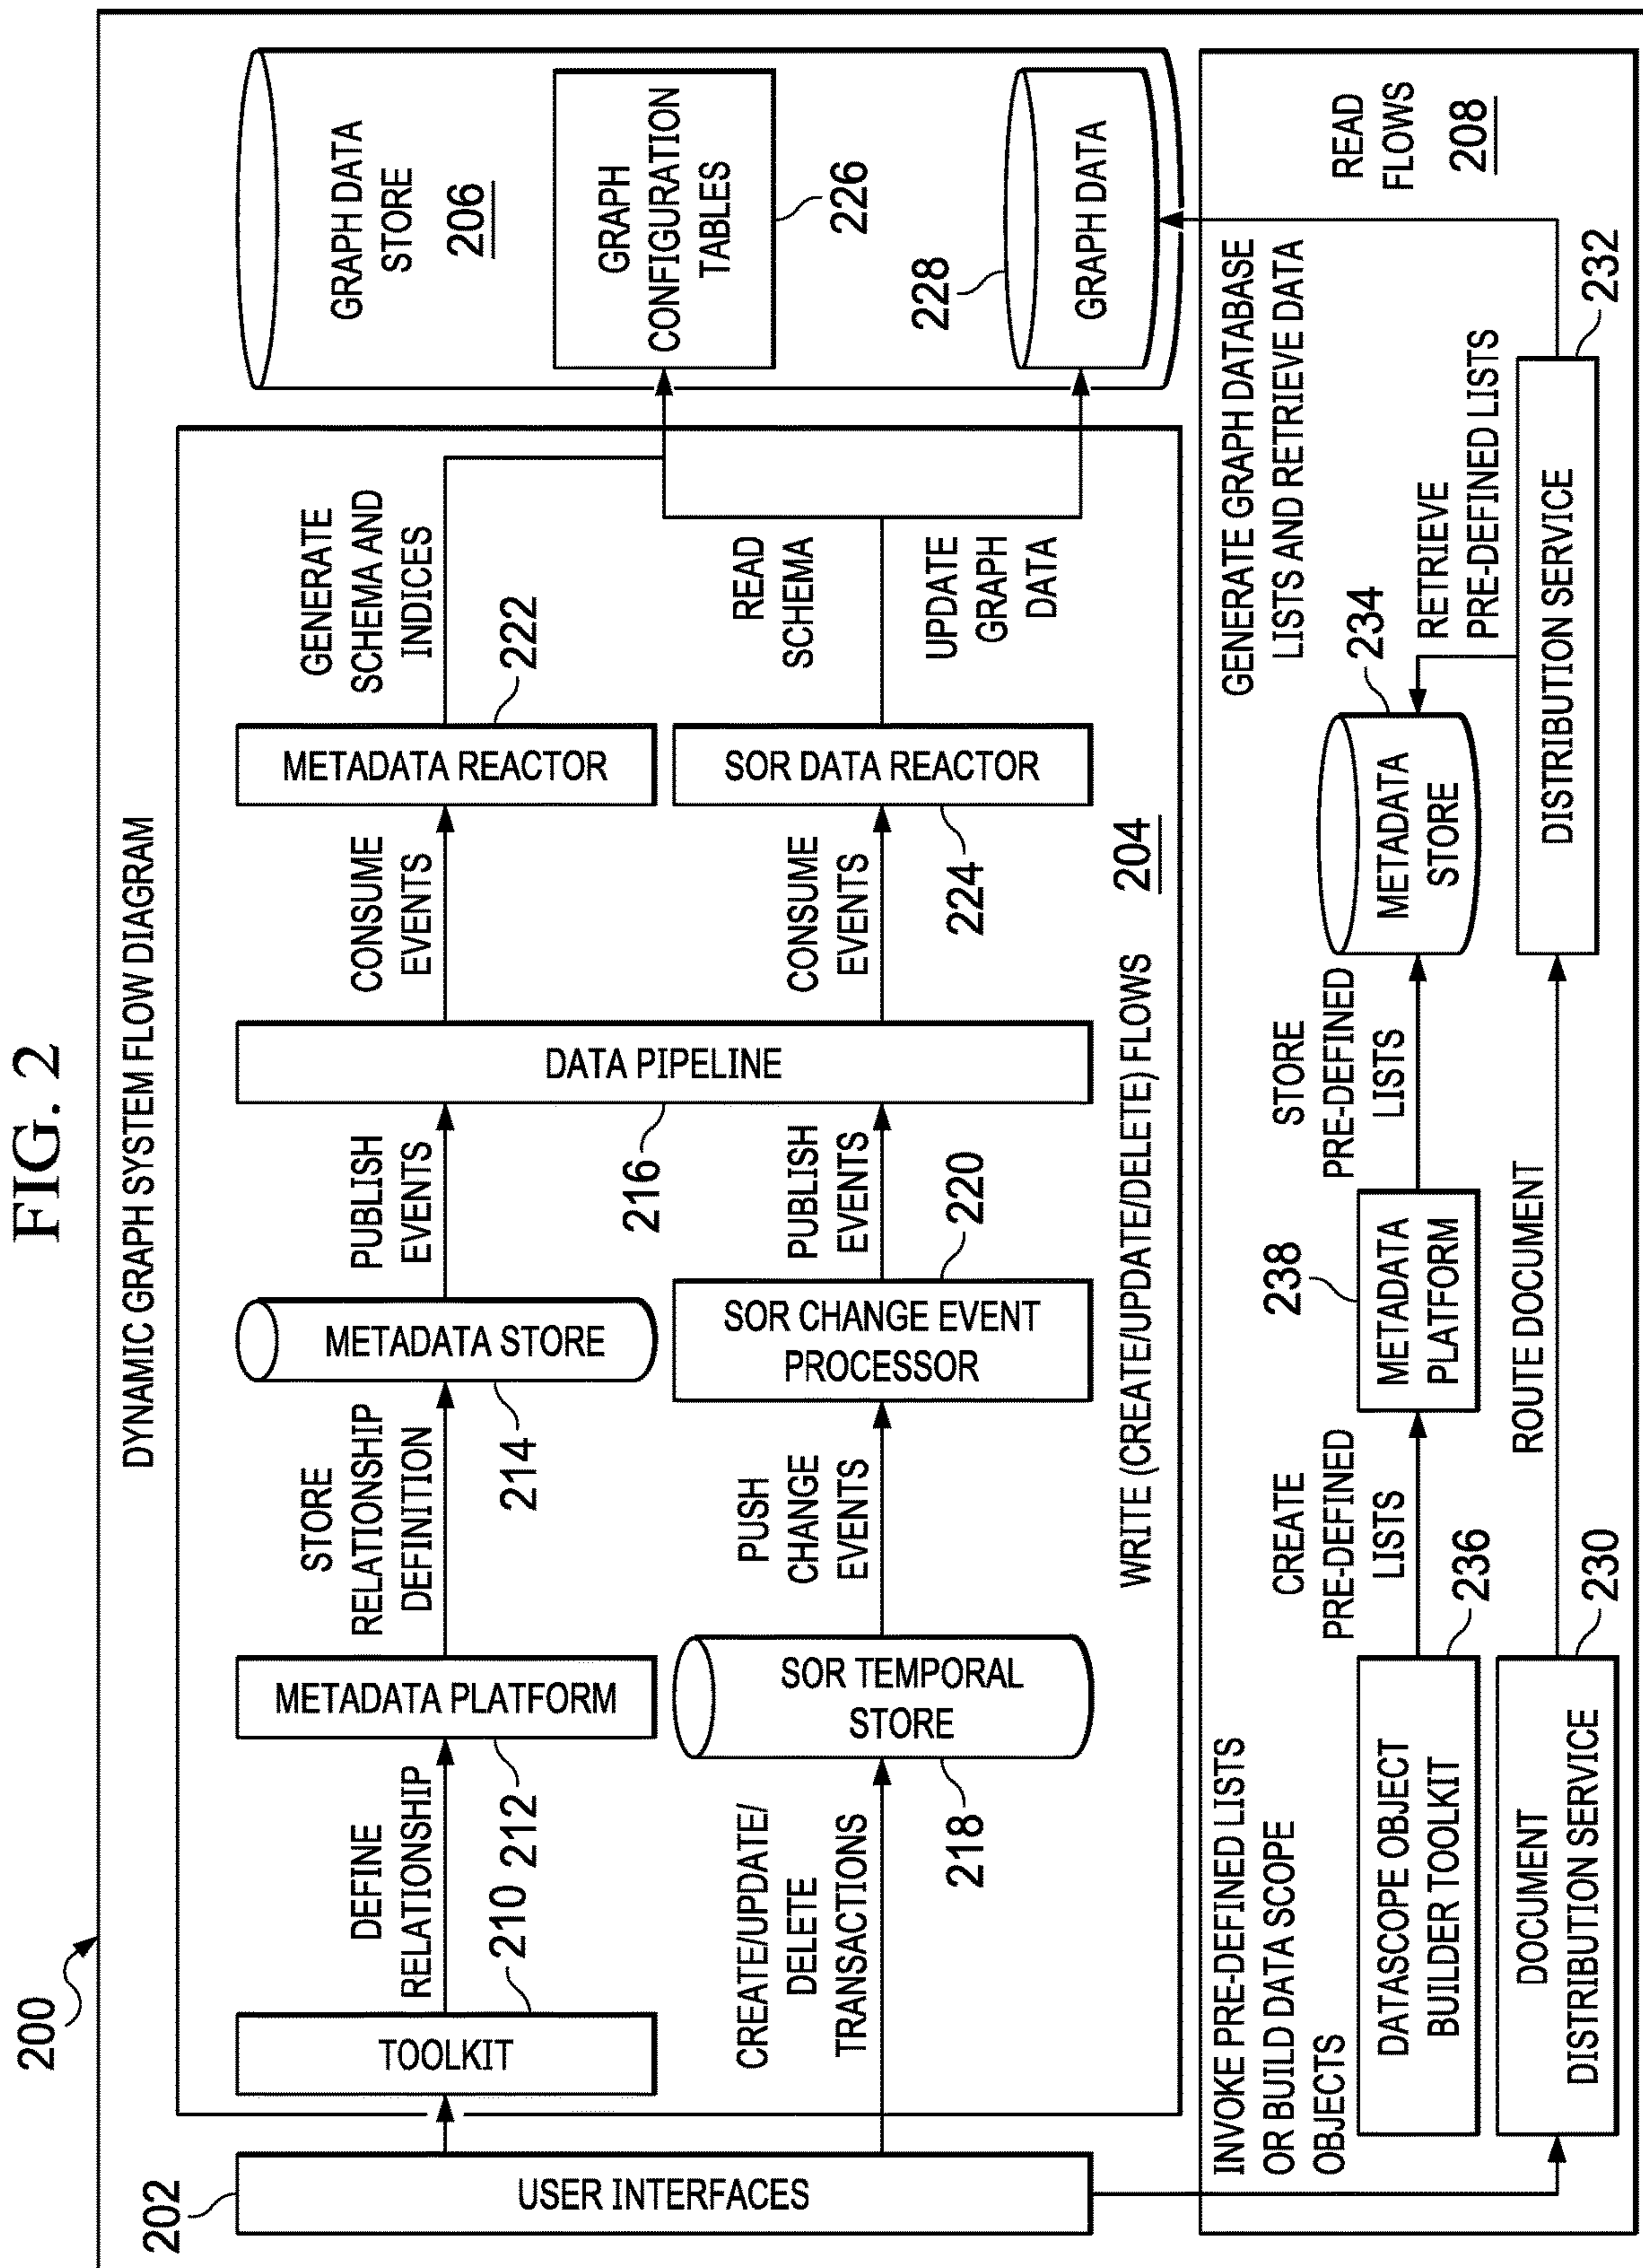 FIG. 2
200
DYNAMIC GRAPH SYSTEM FLOW DIAGRAM
202
USER INTERFACES
TOOLKIT
210
DEFINE
RELATIONSHIP
METADATA PLATFORM
212
STORE
RELATIONSHIP
DEFINITION
METADATA STORE
214
PUBLISH
EVENTS
DATA PIPELINE
216
CONSUME
EVENTS
METADATA REACTOR
222
GENERATE
SCHEMA AND
INDICES
CREATE/UPDATE/
DELETE
TRANSACTIONS
SOR TEMPORAL
STORE
218
PUSH
CHANGE
EVENTS
SOR CHANGE EVENT
PROCESSOR
220
PUBLISH
EVENTS
CONSUME
EVENTS
SOR DATA REACTOR
224
READ
SCHEMA
UPDATE
GRAPH
DATA
WRITE (CREATE/UPDATE/DELETE) FLOWS
204
GRAPH DATA
STORE
206
GRAPH
CONFIGURATION
TABLES
226
228
GRAPH DATA
INVOKE PRE-DEFINED LISTS
OR BUILD DATA SCOPE
OBJECTS
DATASCOPE OBJECT
BUILDER TOOLKIT
236
CREATE
PRE-DEFINED
LISTS
238
METADATA
PLATFORM
STORE
PRE-DEFINED
LISTS
234
METADATA
STORE
RETRIEVE
PRE-DEFINED LISTS
GENERATE GRAPH DATABASE
LISTS AND RETRIEVE DATA
READ
FLOWS
208
DOCUMENT
DISTRIBUTION SERVICE
230
ROUTE DOCUMENT
DISTRIBUTION SERVICE
232